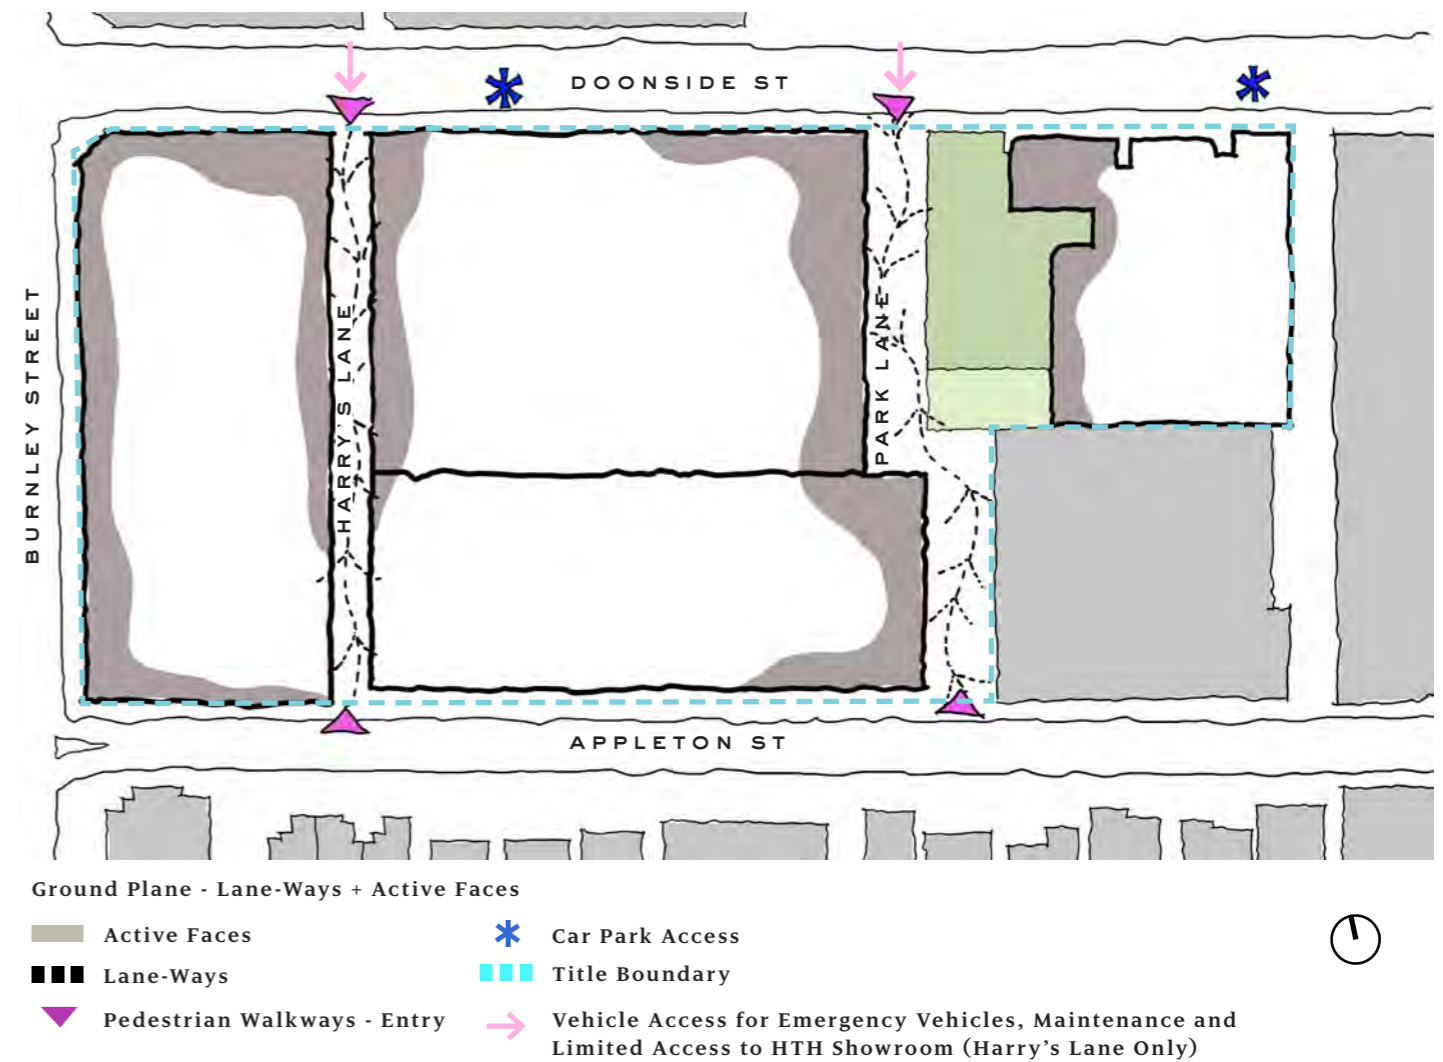 DOONSIDE ST
BURNLEY STREET
HARRY'S LANE
PARK LANE
APPLETON ST
Ground Plane - Lane-Ways + Active Faces
Active Faces
Lane-Ways
Pedestrian Walkways - Entry
Car Park Access
Title Boundary
Vehicle Access for Emergency Vehicles, Maintenance and
Limited Access to HTH Showroom (Harry's Lane Only)